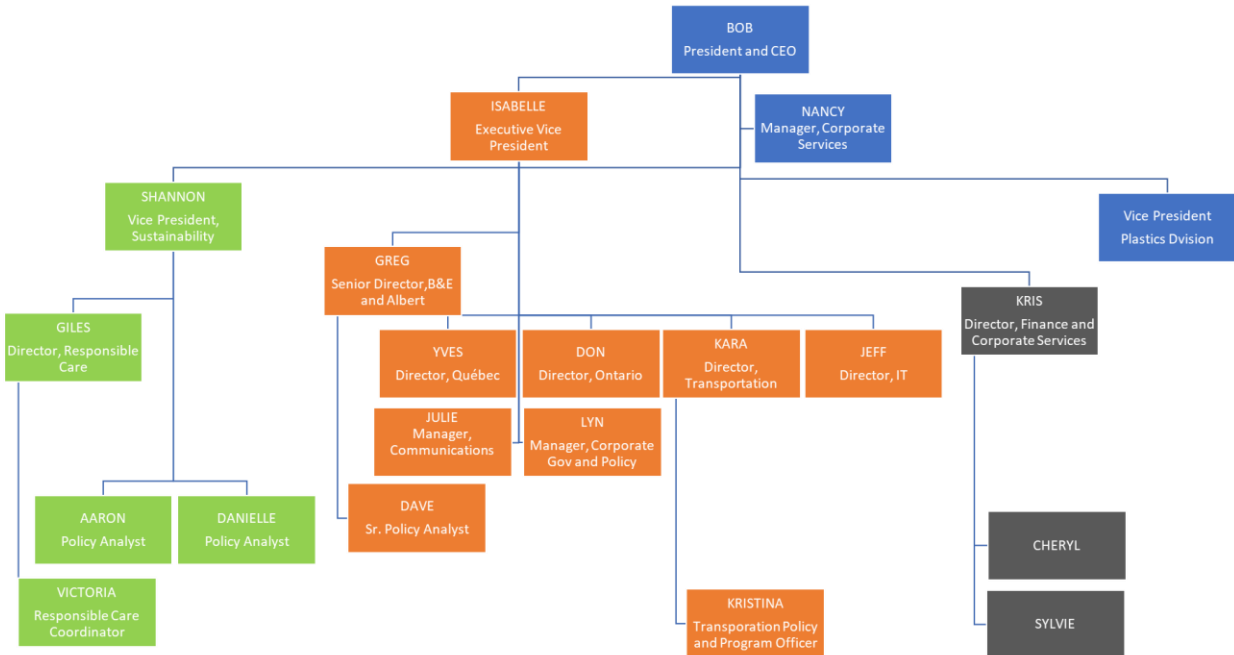 BOB
President and CEO
ISABELLE
Executive Vice
President
NANCY
Manager, Corporate
Services
SHANNON
Vice President,
Sustainability
Vice President
Plastics Dvision
GREG
Senior Director,B&E
and Albert
KRIS
Director, Finance and
Corporate Services
GILES
Director, Responsible
Care
YVES
Director, Québec
DON
Director, Ontario
KARA
Director,
Transportation
JEFF
Director, IT
JULIE
Manager,
Communications
LYN
Manager, Corporate
Gov and Policy
AARON
Policy Analyst
DANIELLE
Policy Analyst
DAVE
Sr. Policy Analyst
CHERYL
VICTORIA
Responsible Care
Coordinator
KRISTINA
Transporation Policy
and Program Officer
SYLVIE